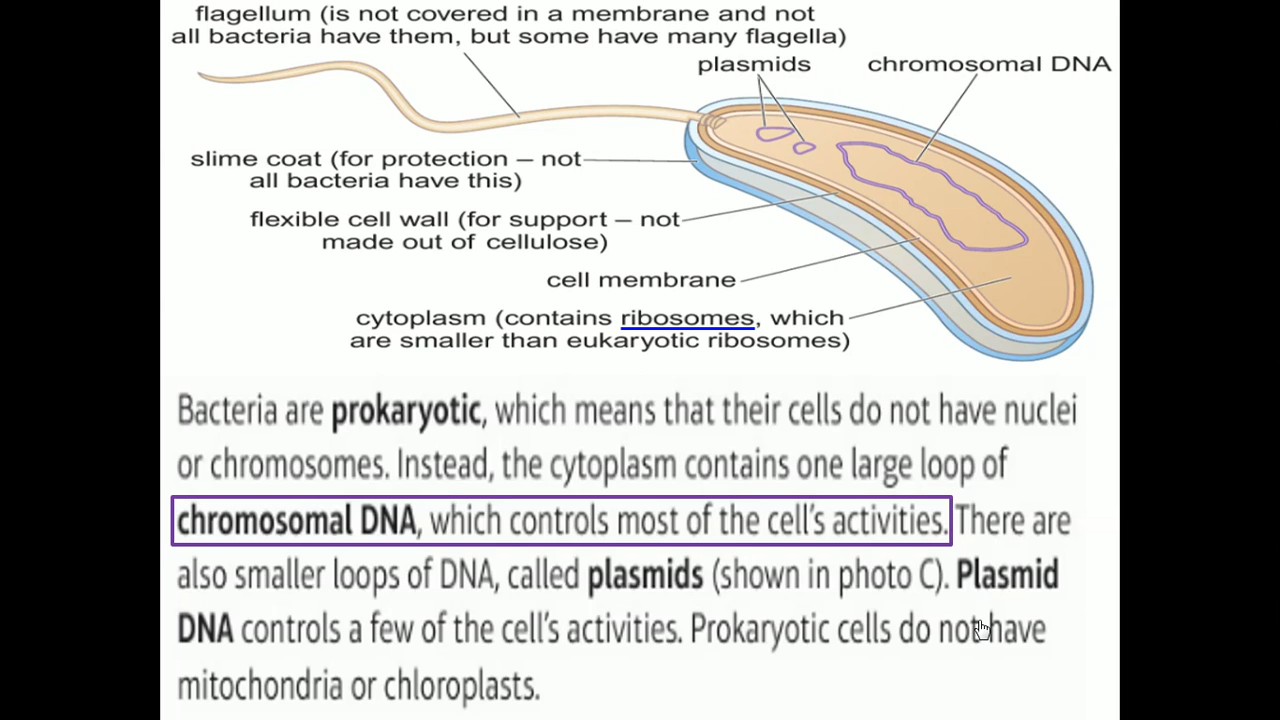 flagellum (is not covered in a membrane and not
all bacteria have them, but some have many flagella)
plasmids
chromosomal DNA
slime coat (for protection – not
all bacteria have this)
flexible cell wall (for support – not
made out of cellulose)
cell membrane
cytoplasm (contains ribosomes, which
are smaller than eukaryotic ribosomes)
Bacteria are prokaryotic, which means that their cells do not have nuclei
or chromosomes. Instead, the cytoplasm contains one large loop of
chromosomal DNA, which controls most of the cell's activities. There are
also smaller loops of DNA, called plasmids (shown in photo C). Plasmid
DNA controls a few of the cell's activities. Prokaryotic cells do not have
mitochondria or chloroplasts.